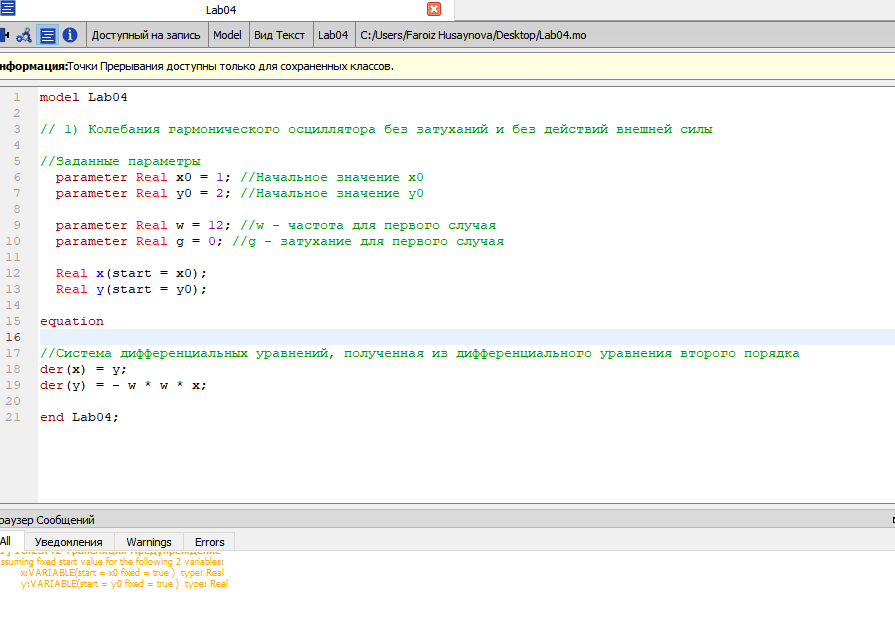 Lab04
Доступный на запись Model Вид Текст Lab04 C:/Users/Faroiz Husaynova/Desktop/Lab04.mo
нформация:Точки Прерывания доступны только для сохраненных классов.
1 model Lab04
2
3 // 1) Колебания гармонического осциллятора без затуханий и без действий внешней силы
4
5 //Заданные параметры
6 parameter Real x0 = 1; //Начальное значение x0
7 parameter Real y0 = 2; //Начальное значение y0
8
9 parameter Real w = 12; //w - частота для первого случая
10 parameter Real g = 0; //g - затухание для первого случая
11
12 Real x(start = x0);
13 Real y(start = y0);
14
15 equation
16
17 //Система дифференциальных уравнений, полученная из дифференциального уравнения второго порядка
18 der(x) = y;
19 der(y) = - w * w * x;
20
21 end Lab04;
раузер Сообщений
All Уведомления Warnings Errors
ssuming fixed start value for the following 2 variables:
x:VARIABLE(start = x0 fixed = true ) type: Real
y:VARIABLE(start = y0 fixed = true ) type: Real